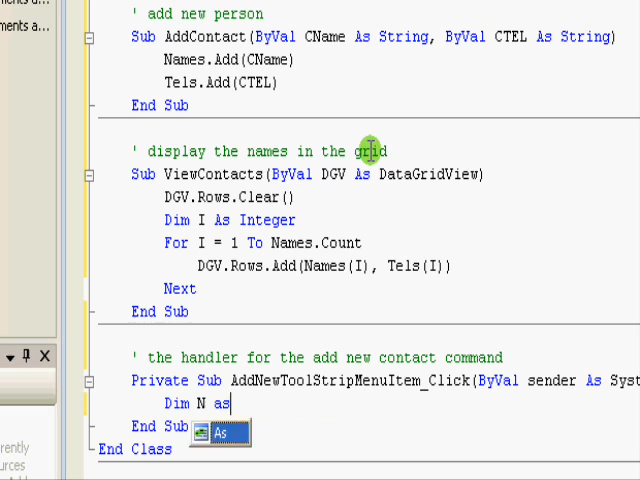 ments a...
' add new person
ments a...
Sub AddContact(ByVal CName As String, ByVal CTEL As String)
Names.Add(CName)
Tels.Add(CTEL)
End Sub
' display the names in the grid
Sub ViewContacts(ByVal DGV As DataGridView)
DGV.Rows.Clear()
Dim I As Integer
For I = 1 To Names.Count
DGV.Rows.Add(Names(I), Tels(I))
Next
End Sub
' the handler for the add new contact command
Private Sub AddNewToolStripMenuItem_Click(ByVal sender As Syst
Dim N as
End Sub
As
End Class
rently
urces